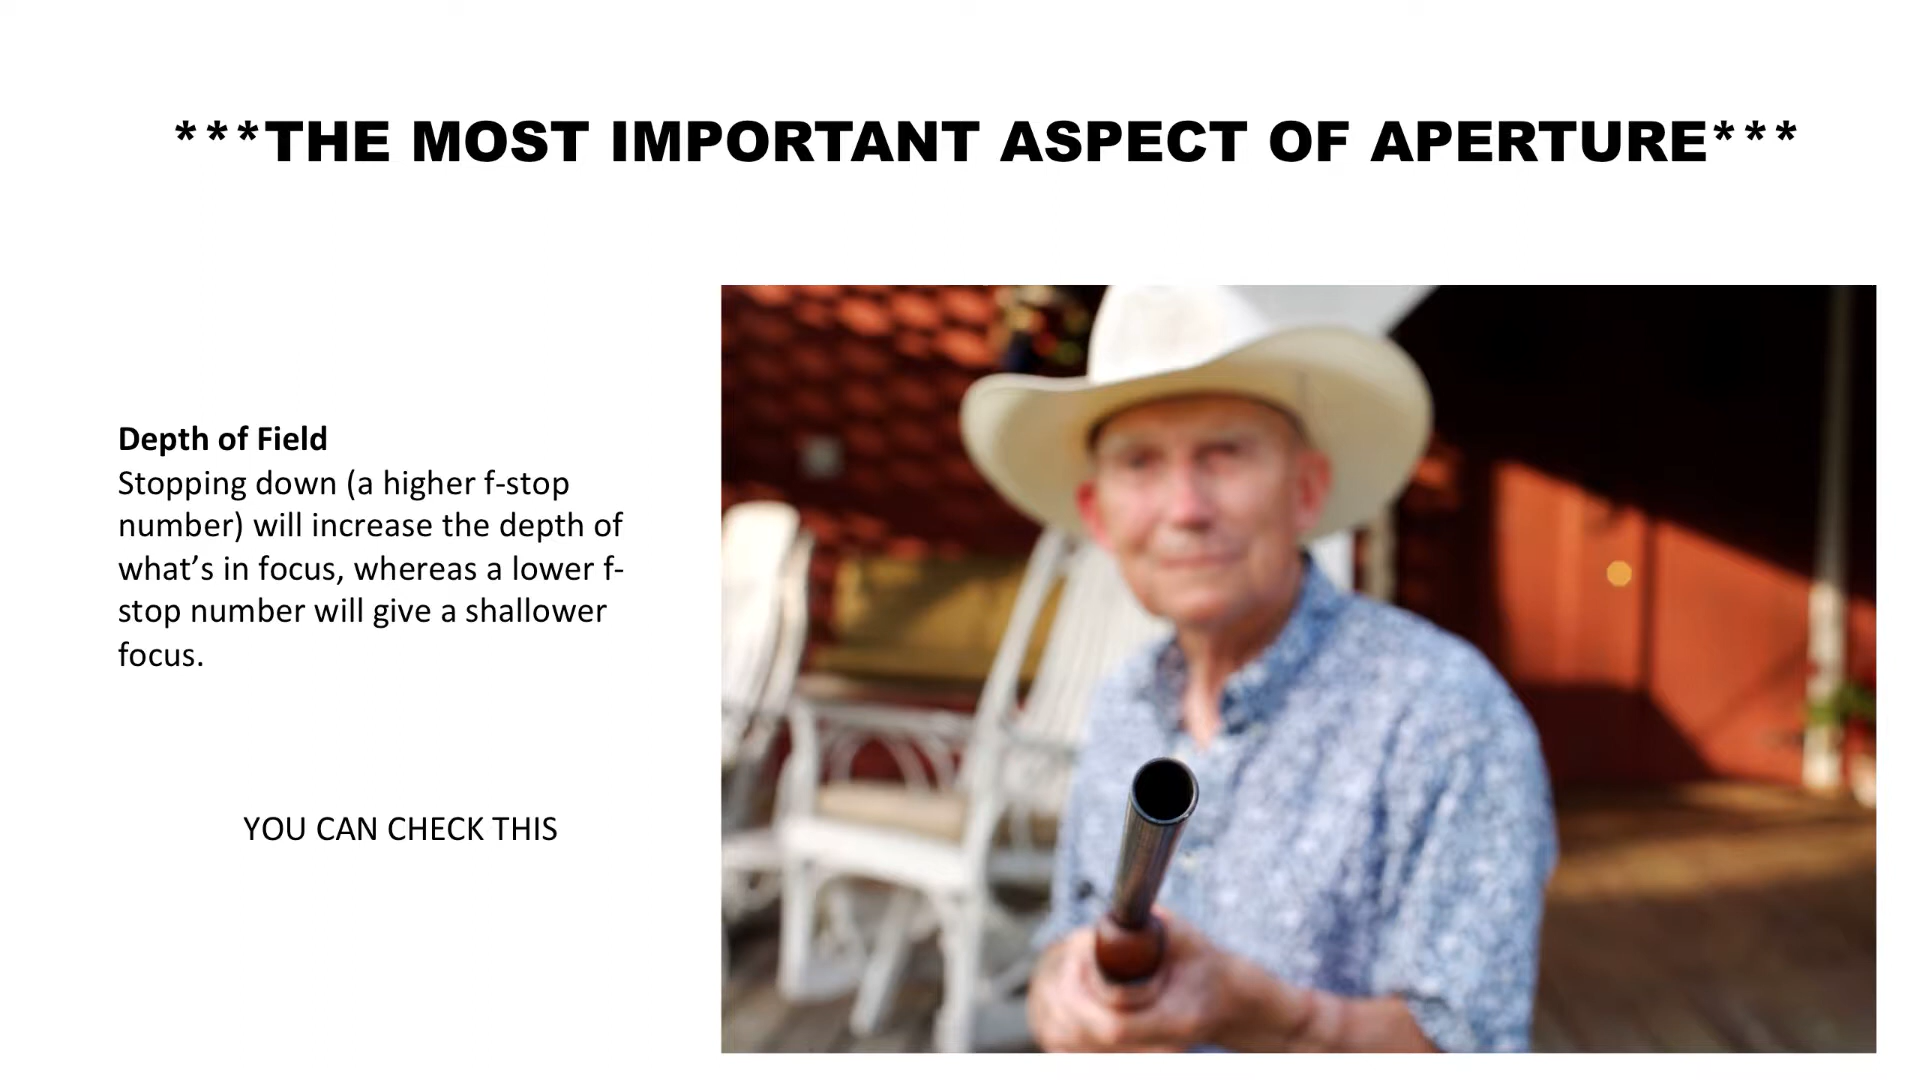 ***THE MOST IMPORTANT ASPECT OF APERTURE***
Depth of Field
Stopping down (a higher f-stop
number) will increase the depth of
what’s in focus, whereas a lower f-
stop number will give a shallower
focus.
YOU CAN CHECK THIS